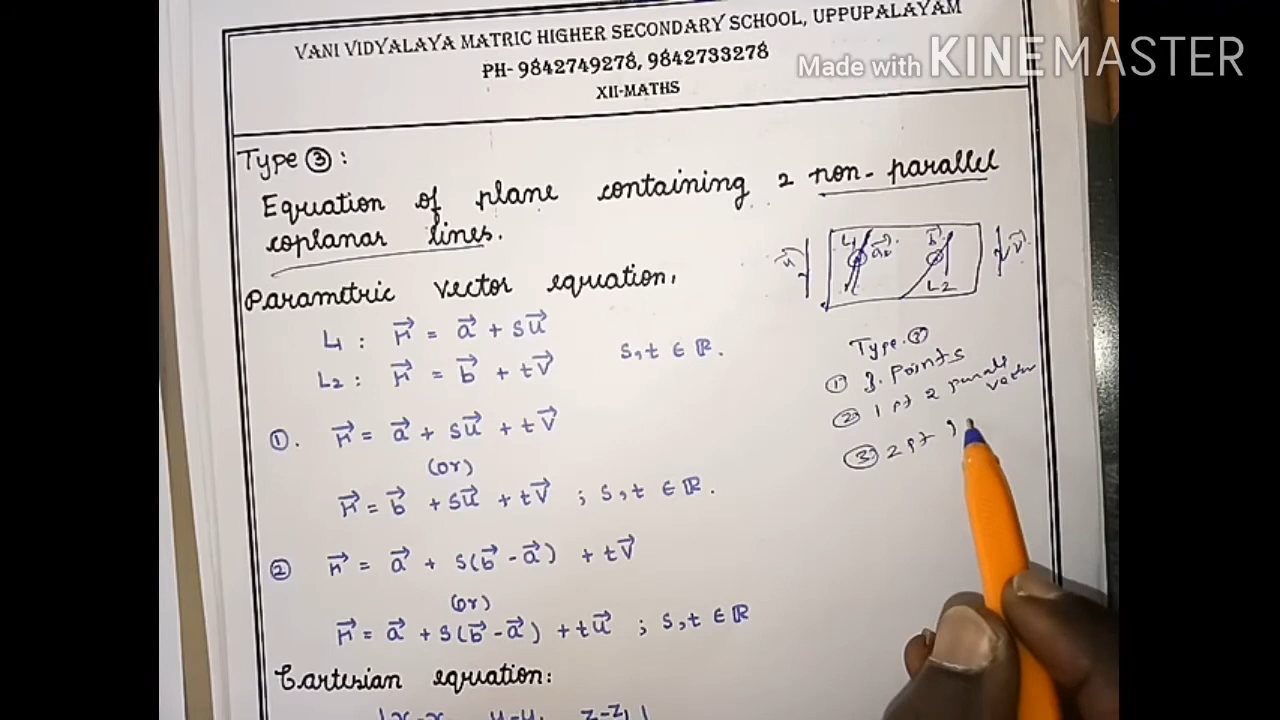 VANI VIDYALAYA MATRIC HIGHER SECONDARY SCHOOL, UPPUPALAYAM
PH- 9842749278, 9842733278
XII-MATHS
Made with KINEMASTER
Type ③:
Equation of plane containing 2 non-parallel
coplanar lines.
L1 a⃗ b⃗
u⃗ v⃗
L2
Parametric vector equation.
L1 : r⃗ = a⃗ + su⃗
L2 : r⃗ = b⃗ + tv⃗
s,t ∈ ℝ.
①. r⃗ = a⃗ + su⃗ + tv⃗
(or)
r⃗ = b⃗ + su⃗ + tv⃗ ; s,t ∈ ℝ.
② r⃗ = a⃗ + s(b⃗ - a⃗) + tv⃗
(or)
r⃗ = a⃗ + s(b⃗ - a⃗) + tu⃗ ; s,t ∈ ℝ
Cartesian equation:
Type.
① 3. Points
② 1 pt 2 parall
vector
③ 2 pt